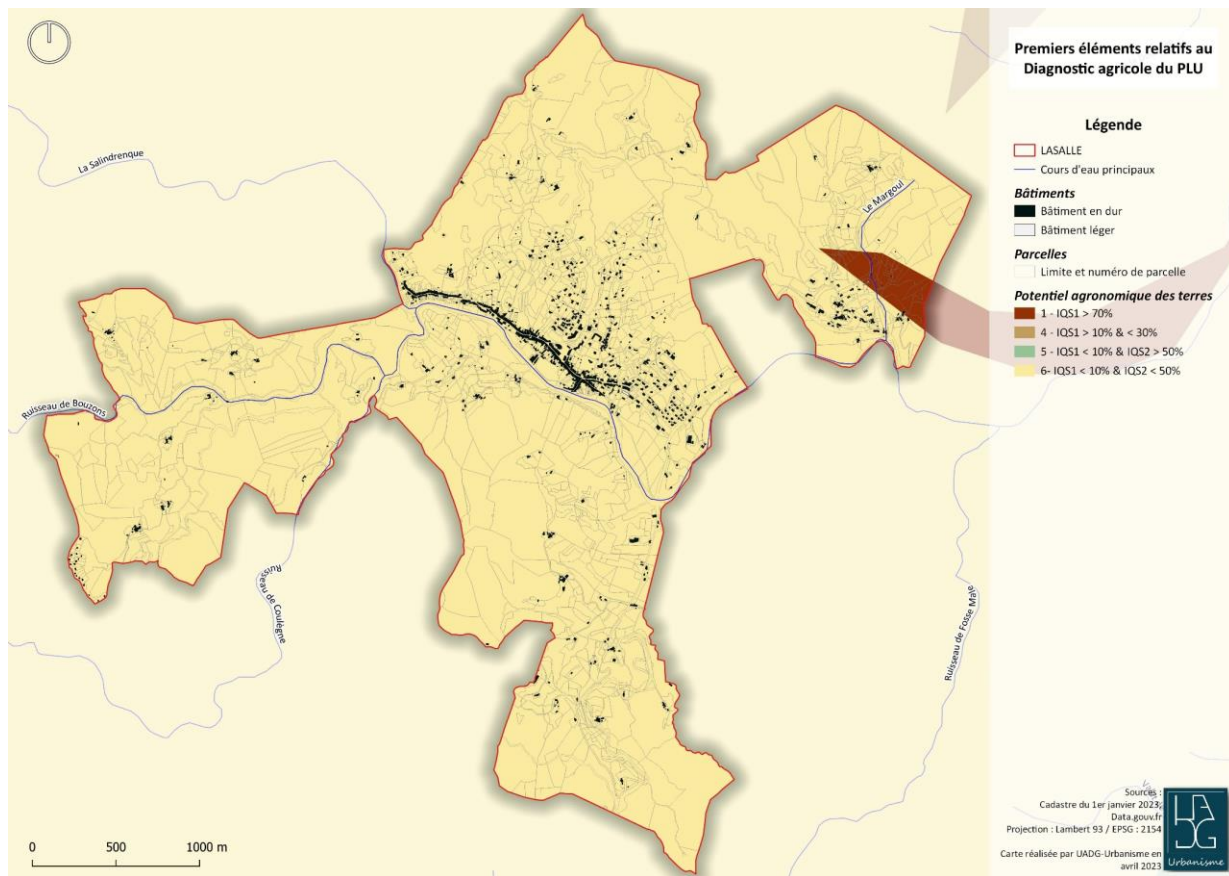 Premiers éléments relatifs au
Diagnostic agricole du PLU
Légende
LASALLE
Cours d'eau principaux
Bâtiments
Bâtiment en dur
Bâtiment léger
Parcelles
Limite et numéro de parcelle
Potentiel agronomique des terres
1 - IQS1 > 70%
4 - IQS1 > 10% & < 30%
5 - IQS1 < 10% & IQS2 > 50%
6- IQS1 < 10% & IQS2 < 50%
La Salindrenque
Le Margoul
Ruisseau de Bouzons
Ruisseau de Coulègne
Ruisseau de Fosse Male
0 500 1000 m
Sources :
Cadastre du 1er janvier 2023;
Data.gouv.fr
Projection : Lambert 93 / EPSG : 2154
Carte réalisée par UADG-Urbanisme en
avril 2023
UADG
Urbanisme